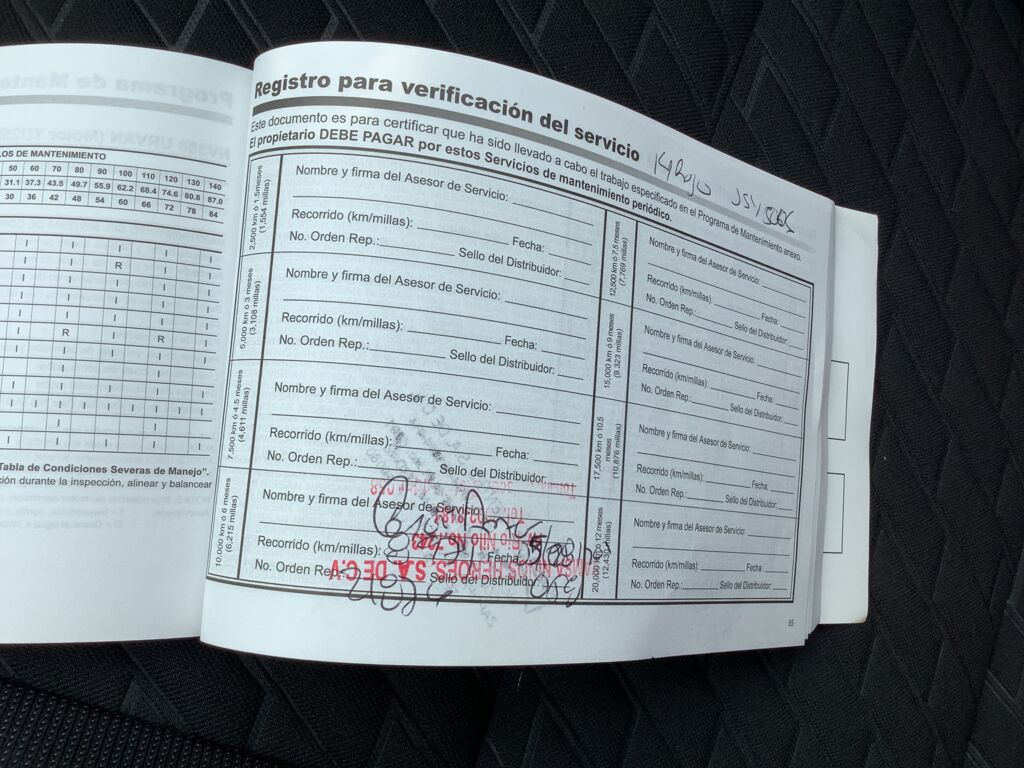 LOS DE MANTENIMIENTO
50 60 70 80 90 100 110 120 130 140
31.1 37.3 43.5 49.7 55.9 62.2 68.4 74.6 80.8 87.0
30 36 42 48 54 60 66 72 78 84
Tabla de Condiciones Severas de Manejo".
ción durante la inspección, alinear y balancear
Registro para verificación del servicio
Este documento es para certificar que ha sido llevado a cabo el trabajo especificado en el Programa de Mantenimiento anexo.
El propietario DEBE PAGAR por estos Servicios de mantenimiento periódico.
2,500 km ó 1.5meses
(1,554 millas)
Nombre y firma del Asesor de Servicio:
Recorrido (km/millas): Fecha:
No. Orden Rep.: Sello del Distribuidor:
5,000 km ó 3 meses
(3,108 millas)
Nombre y firma del Asesor de Servicio:
Recorrido (km/millas): Fecha:
No. Orden Rep.: Sello del Distribuidor:
7,500 km ó 4.5 meses
(4,611 millas)
Nombre y firma del Asesor de Servicio:
Recorrido (km/millas): Fecha:
No. Orden Rep.: Sello del Distribuidor:
10,000 km ó 6 meses
(6,215 millas)
Nombre y firma del Asesor de Servicio:
Recorrido (km/millas): Fecha:
No. Orden Rep.: Sello del Distribuidor:
HEROES S.A. DE C.V.
12,500 km ó 7.5 meses
(7,769 millas)
Nombre y firma del Asesor de Servicio:
Recorrido (km/millas): Fecha:
No. Orden Rep.: Sello del Distribuidor:
15,000 km ó 9 meses
(9,323 millas)
Nombre y firma del Asesor de Servicio:
Recorrido (km/millas): Fecha:
No. Orden Rep.: Sello del Distribuidor:
17,500 km ó 10.5
meses
(10,876 millas)
Nombre y firma del Asesor de Servicio:
Recorrido (km/millas): Fecha:
No. Orden Rep.: Sello del Distribuidor:
20,000 km ó 12 meses
(12,430 millas)
Nombre y firma del Asesor de Servicio:
Recorrido (km/millas): Fecha:
No. Orden Rep.: Sello del Distribuidor:
55